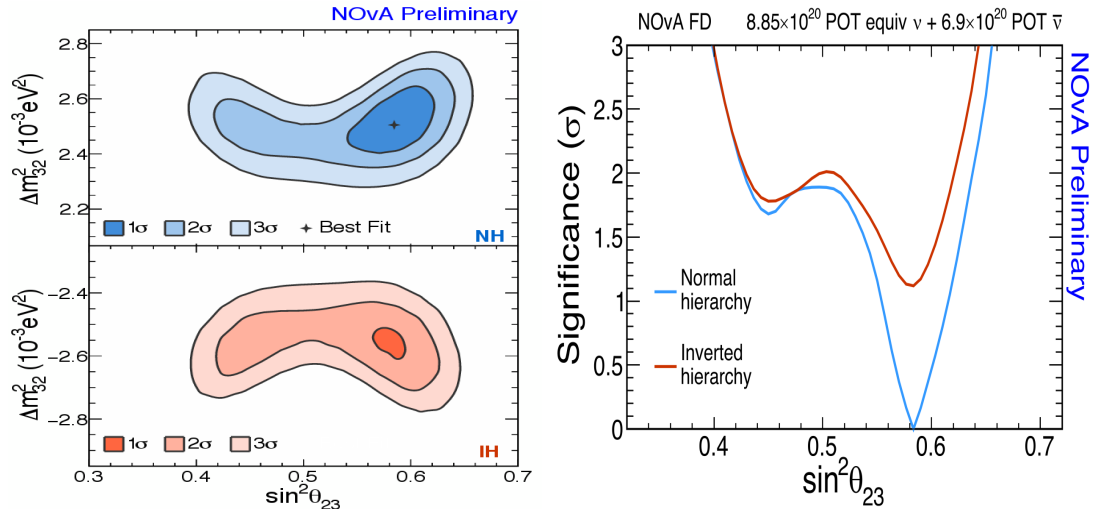 NOvA Preliminary
Δm²₃₂ (10⁻³eV²)
2.8
2.6
2.4
2.2
1σ 2σ 3σ Best Fit
NH
Δm²₃₂ (10⁻³eV²)
−2.4
−2.6
−2.8
1σ 2σ 3σ
IH
0.3 0.4 0.5 0.6 0.7
sin²θ₂₃
NOvA FD 8.85×10²⁰ POT equiv ν + 6.9×10²⁰ POT ν̅
Significance (σ)
3
2.5
2
1.5
1
0.5
0
Normal
hierarchy
Inverted
hierarchy
0.4 0.5 0.6 0.7
sin²θ₂₃
NOvA Preliminary